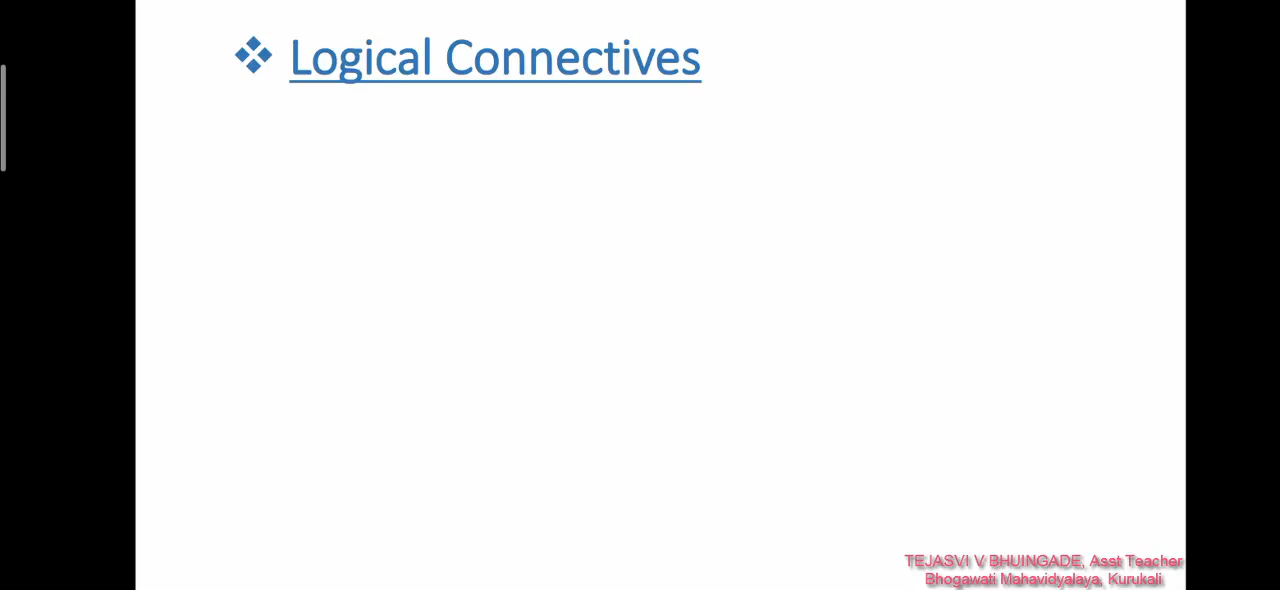 Logical Connectives
TEJASVI V BHUINGADE, Asst Teacher
Bhogawati Mahavidyalaya, Kurukali